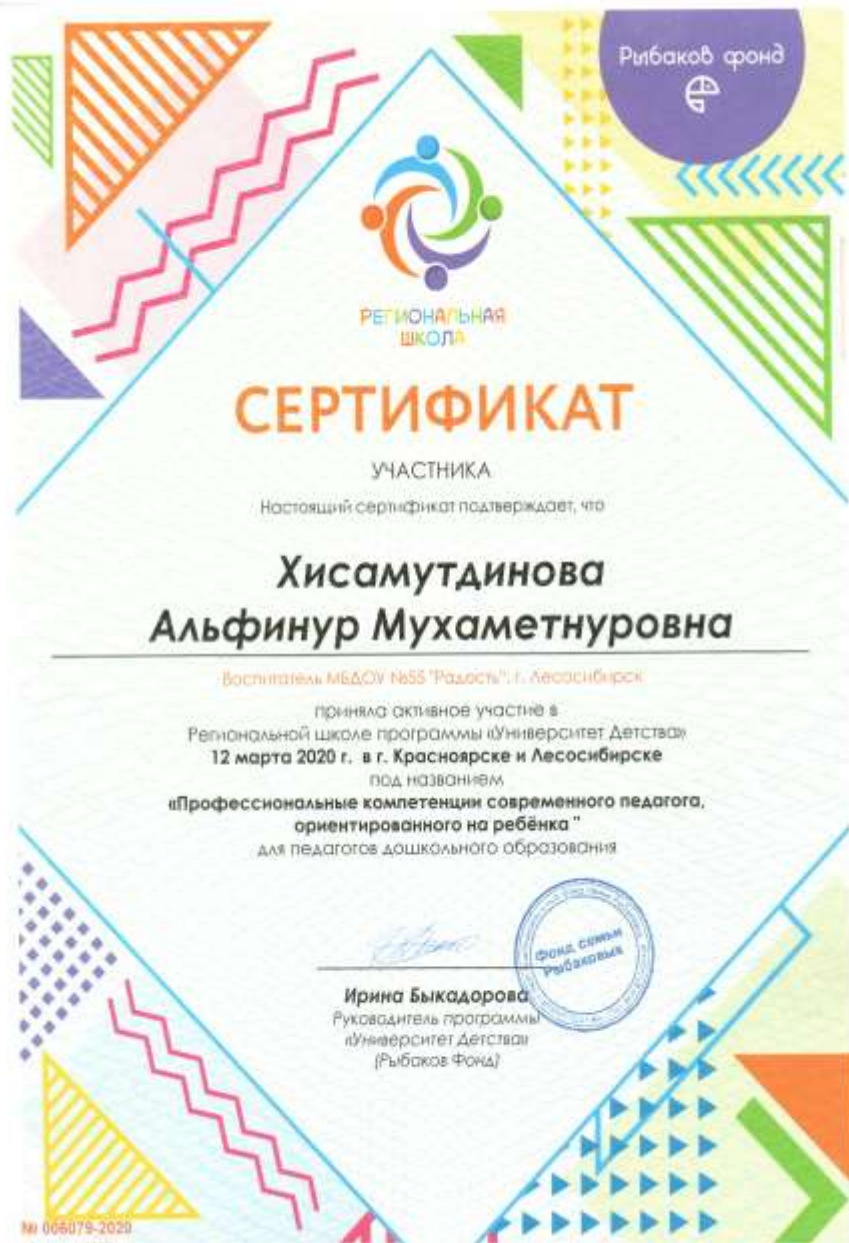 Рыбаков фонд
РЕГИОНАЛЬНАЯ
ШКОЛА
СЕРТИФИКАТ
УЧАСТНИКА
Настоящий сертификат подтверждает, что
Хисамутдинова
Альфинур Мухаметнуровна
Воспитатель МБДОУ №55 "Радость", г. Лесосибирск
приняла активное участие в
Региональной школе программы «Университет Детства»
12 марта 2020 г. в г. Красноярске и Лесосибирске
под названием
«Профессиональные компетенции современного педагога,
ориентированного на ребёнка "
для педагогов дошкольного образования
Фонд семьи
Рыбаковых
Ирина Быкадорова
Руководитель программы
«Университет Детства»
(Рыбаков Фонд)
№ 006079-2020